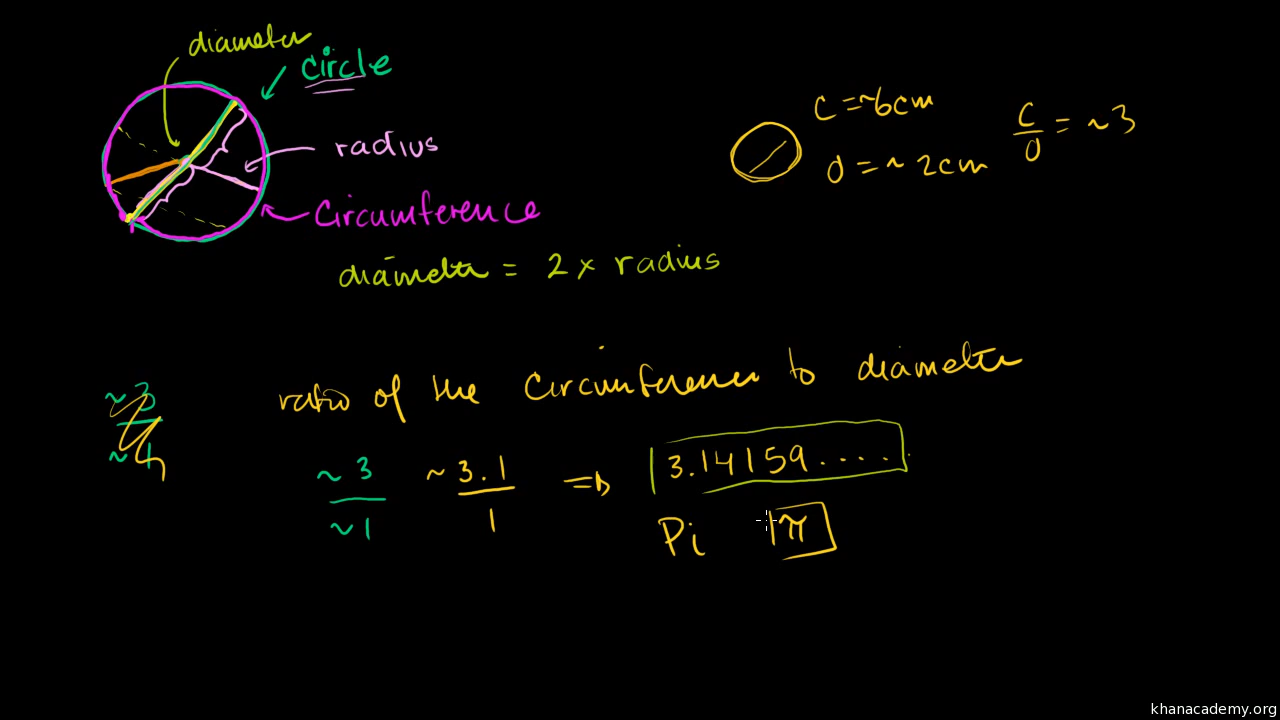 diameter
circle
radius
circumference
diameter = 2 x radius
c = ~6cm
d = ~ 2cm
c/d = ~3
ratio of the circumference to diameter
~3
~1
~3
~1
~3.1
1
⇒
3.14159....
Pi
π
khanacademy.org